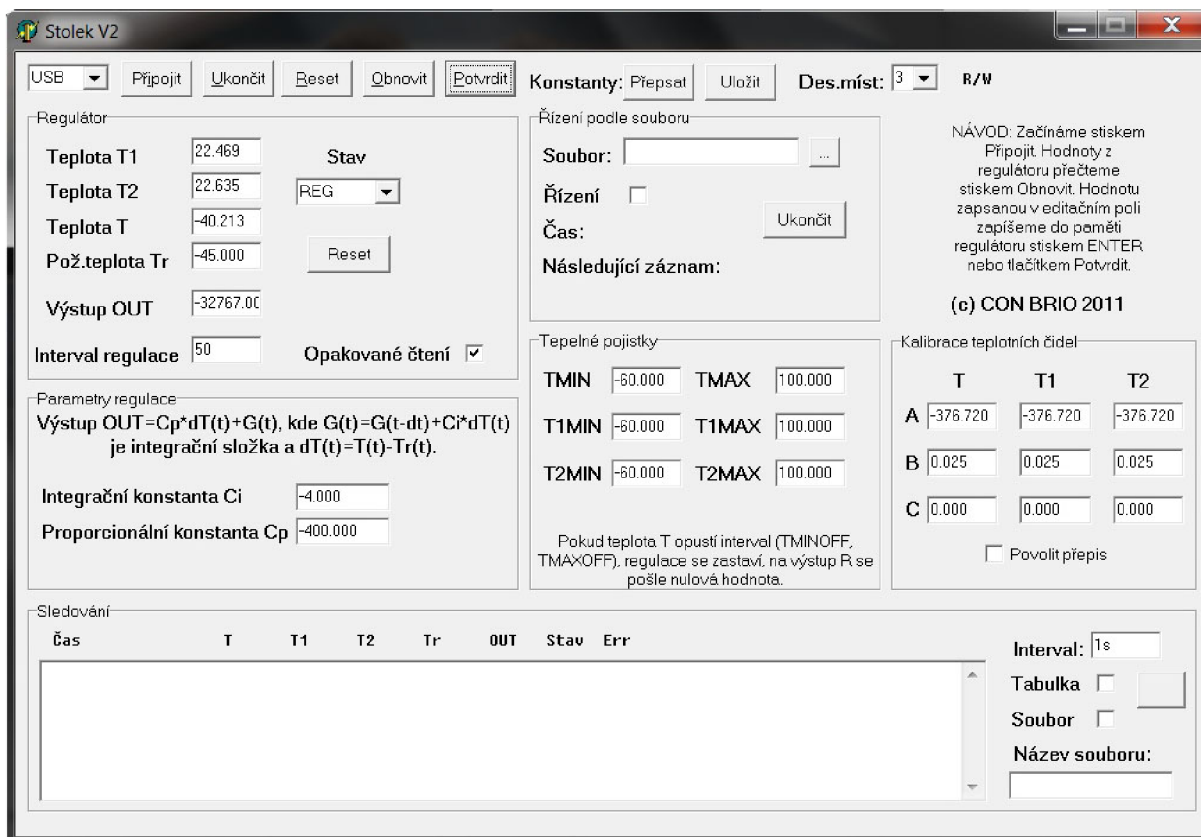 Stolek V2
USB Připojit Ukončit Reset Obnovit Potvrdit Konstanty: Přepsat Uložit Des.míst: 3 R/W
Regulátor
Teplota T1 22.469 Stav
Teplota T2 22.635 REG
Teplota T -40.213
Pož.teplota Tr -45.000 Reset
Výstup OUT -32767.00
Interval regulace 50 Opakované čtení
Řízení podle souboru
Soubor: ...
Řízení
Ukončit
Čas:
Následující záznam:
NÁVOD: Začínáme stiskem
Připojit. Hodnoty z
regulátoru přečteme
stiskem Obnovit. Hodnotu
zapsanou v editačním poli
zapíšeme do paměti
regulátoru stiskem ENTER
nebo tlačítkem Potvrdit.
(c) CON BRIO 2011
Parametry regulace
Výstup OUT=Cp*dT(t)+G(t), kde G(t)=G(t-dt)+Ci*dT(t)
je integrační složka a dT(t)=T(t)-Tr(t).
Integrační konstanta Ci -4.000
Proporcionální konstanta Cp -400.000
Tepelné pojistky
TMIN -60.000 TMAX 100.000
T1MIN -60.000 T1MAX 100.000
T2MIN -60.000 T2MAX 100.000
Pokud teplota T opustí interval (TMINOFF,
TMAXOFF), regulace se zastaví, na výstup R se
pošle nulová hodnota.
Kalibrace teplotních čidel
T T1 T2
A -376.720 -376.720 -376.720
B 0.025 0.025 0.025
C 0.000 0.000 0.000
Povolit přepis
Sledování
Čas T T1 T2 Tr OUT Stav Err
Interval: 1s
Tabulka
Soubor
Název souboru: